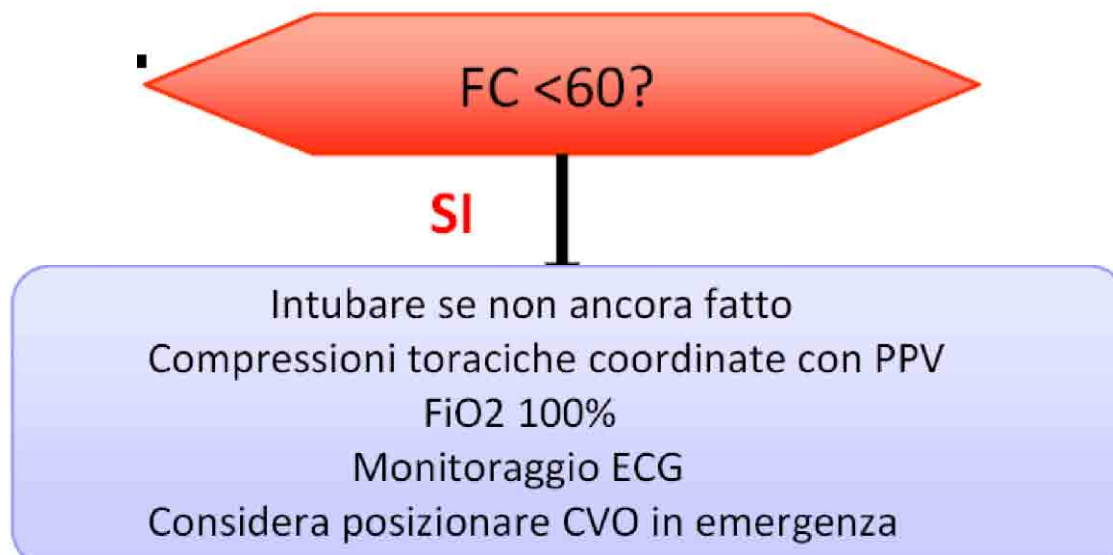 FC <60?
SI
Intubare se non ancora fatto
Compressioni toraciche coordinate con PPV
FiO2 100%
Monitoraggio ECG
Considera posizionare CVO in emergenza